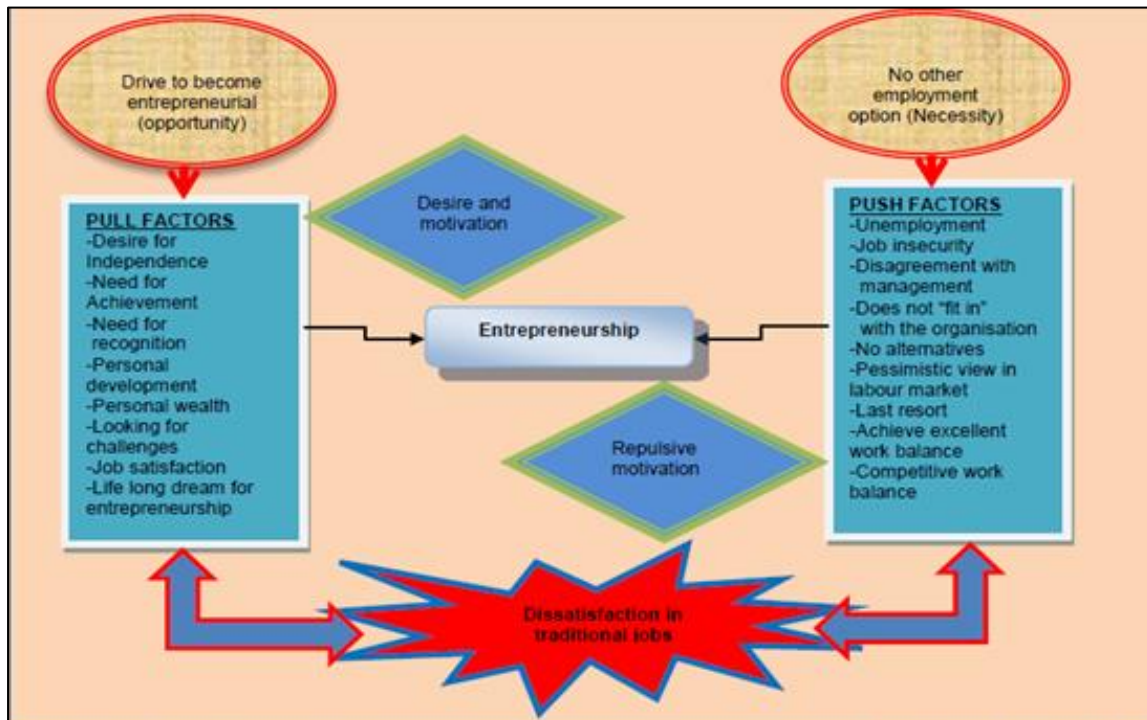 Drive to become
entrepreneurial
(opportunity)
No other
employment
option (Necessity)
PULL FACTORS
-Desire for
Independence
-Need for
Achievement
-Need for
recognition
-Personal
development
-Personal wealth
-Looking for
challenges
-Job satisfaction
-Life long dream for
entrepreneurship
Desire and
motivation
Entrepreneurship
Repulsive
motivation
PUSH FACTORS
-Unemployment
-Job insecurity
-Disagreement with
management
-Does not "fit in"
with the organisation
-No alternatives
-Pessimistic view in
labour market
-Last resort
-Achieve excellent
work balance
-Competitive work
balance
Dissatisfaction in
traditional jobs